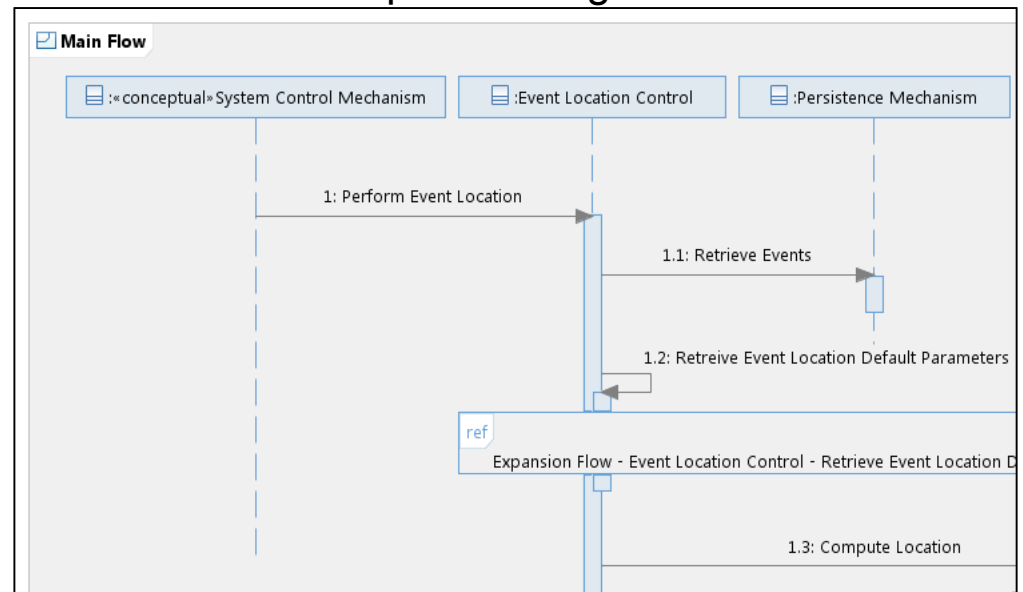 Main Flow
:«conceptual»System Control Mechanism
:Event Location Control
:Persistence Mechanism
1: Perform Event Location
1.1: Retrieve Events
1.2: Retreive Event Location Default Parameters
ref
Expansion Flow - Event Location Control - Retrieve Event Location D
1.3: Compute Location